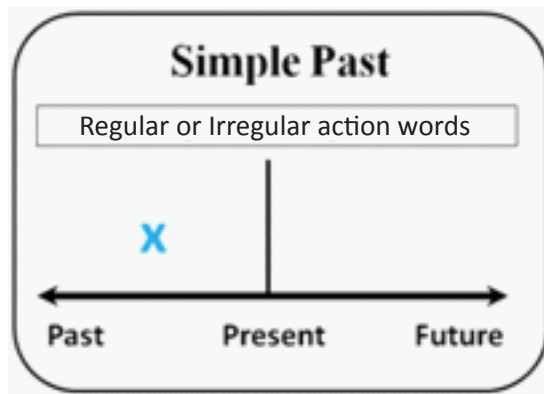 Simple Past
Regular or Irregular action words
X
Past Present Future